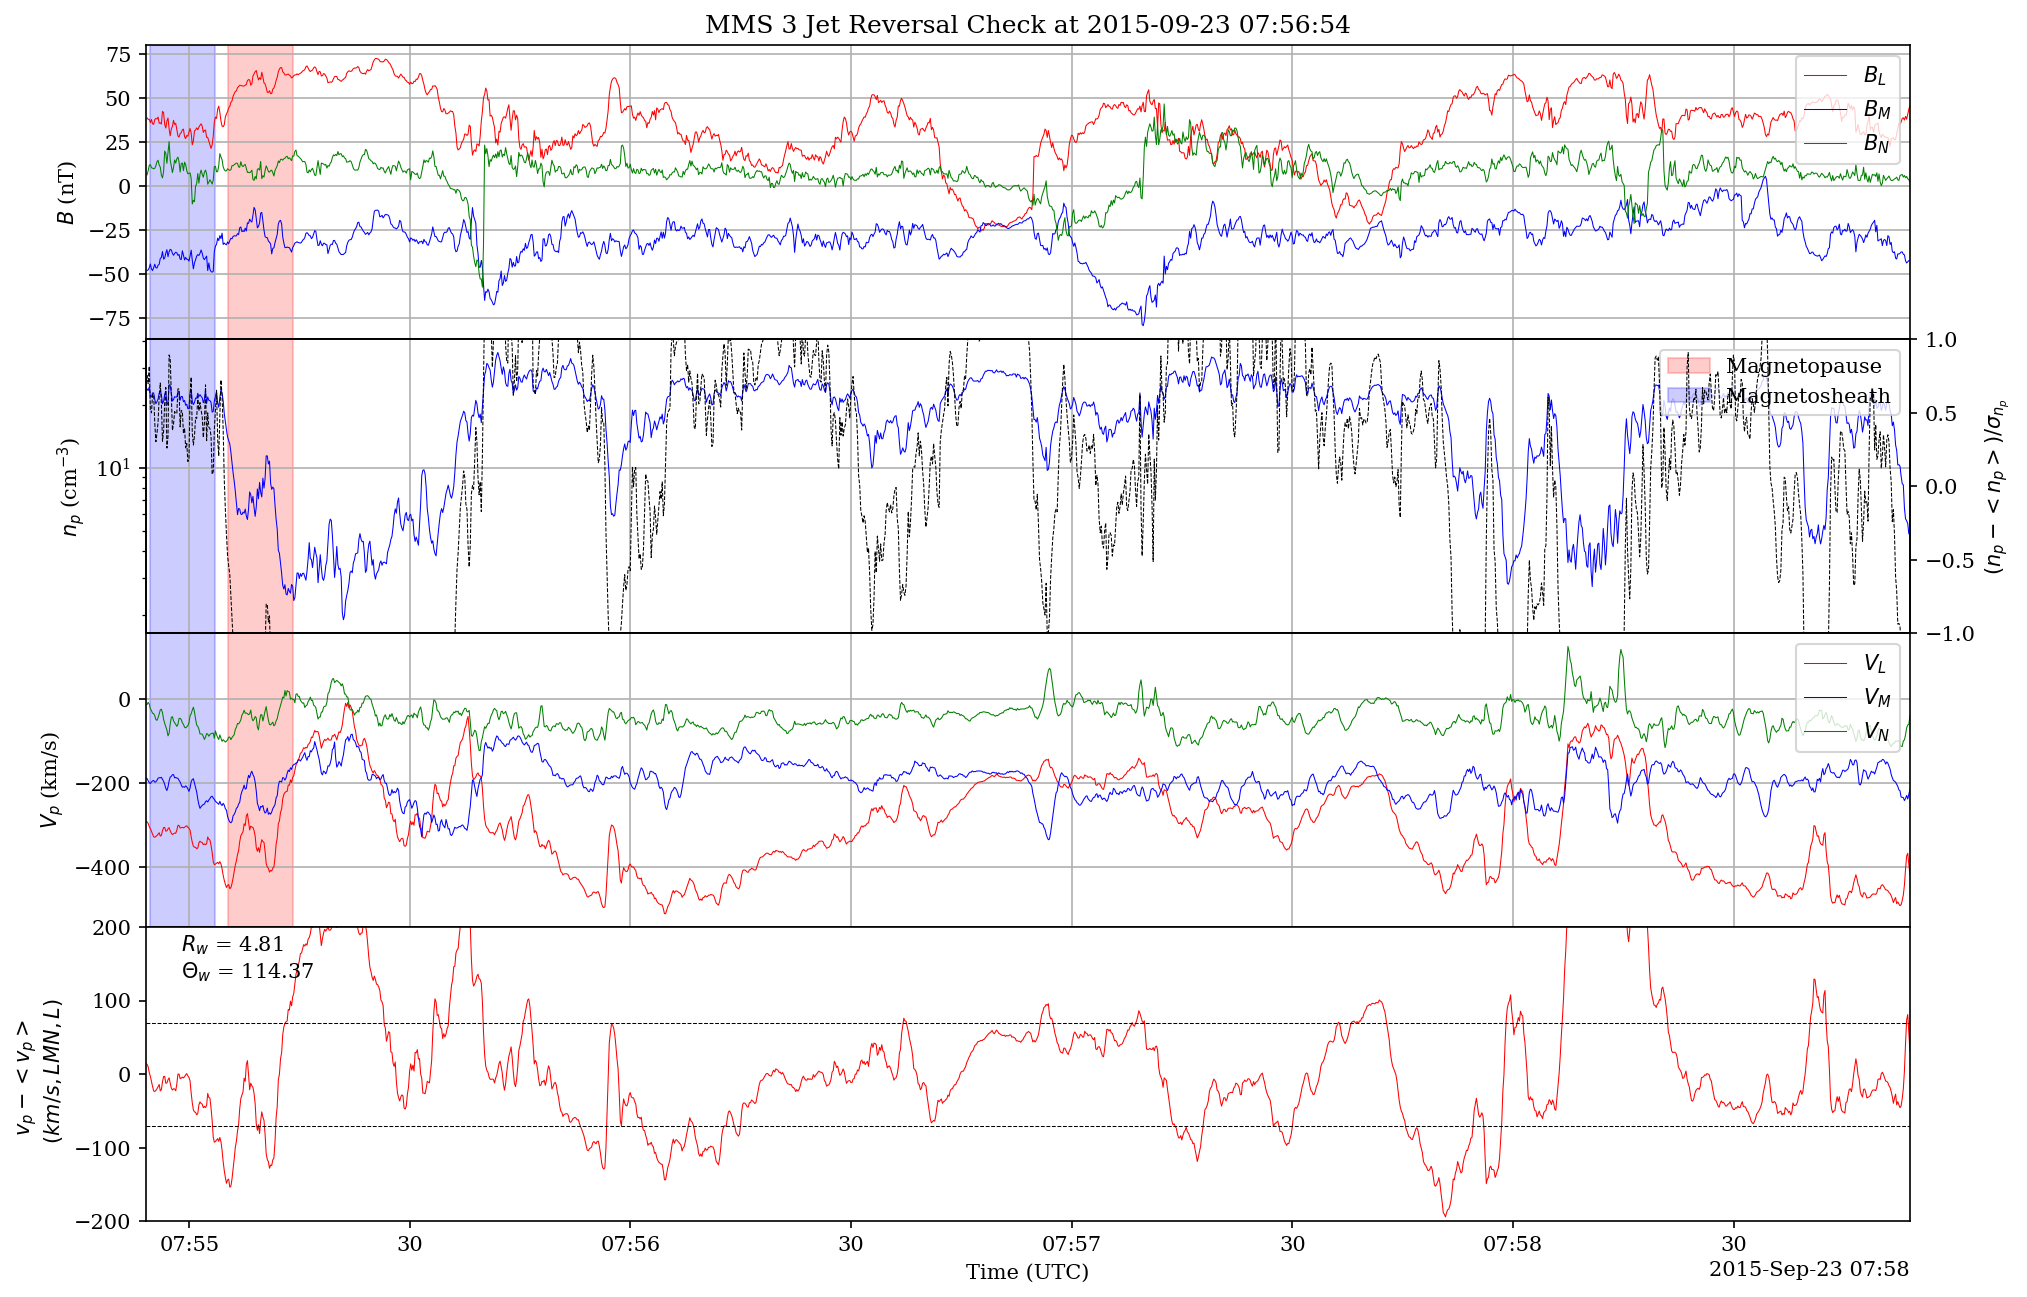 MMS 3 Jet Reversal Check at 2015-09-23 07:56:54
75
50
25
0
−25
−50
−75
B (nT)
B_L
B_M
B_N
10^1
n_p (cm^−3)
1.0
0.5
0.0
−0.5
−1.0
(n_p − < n_p >)/σ_{n_p}
Magnetopause
Magnetosheath
0
−200
−400
V_p (km/s)
V_L
V_M
V_N
200
100
0
−100
−200
v_p − < v_p >
(km/s, LMN, L)
R_w = 4.81
Θ_w = 114.37
07:55
30
07:56
30
07:57
30
07:58
30
Time (UTC)
2015-Sep-23 07:58